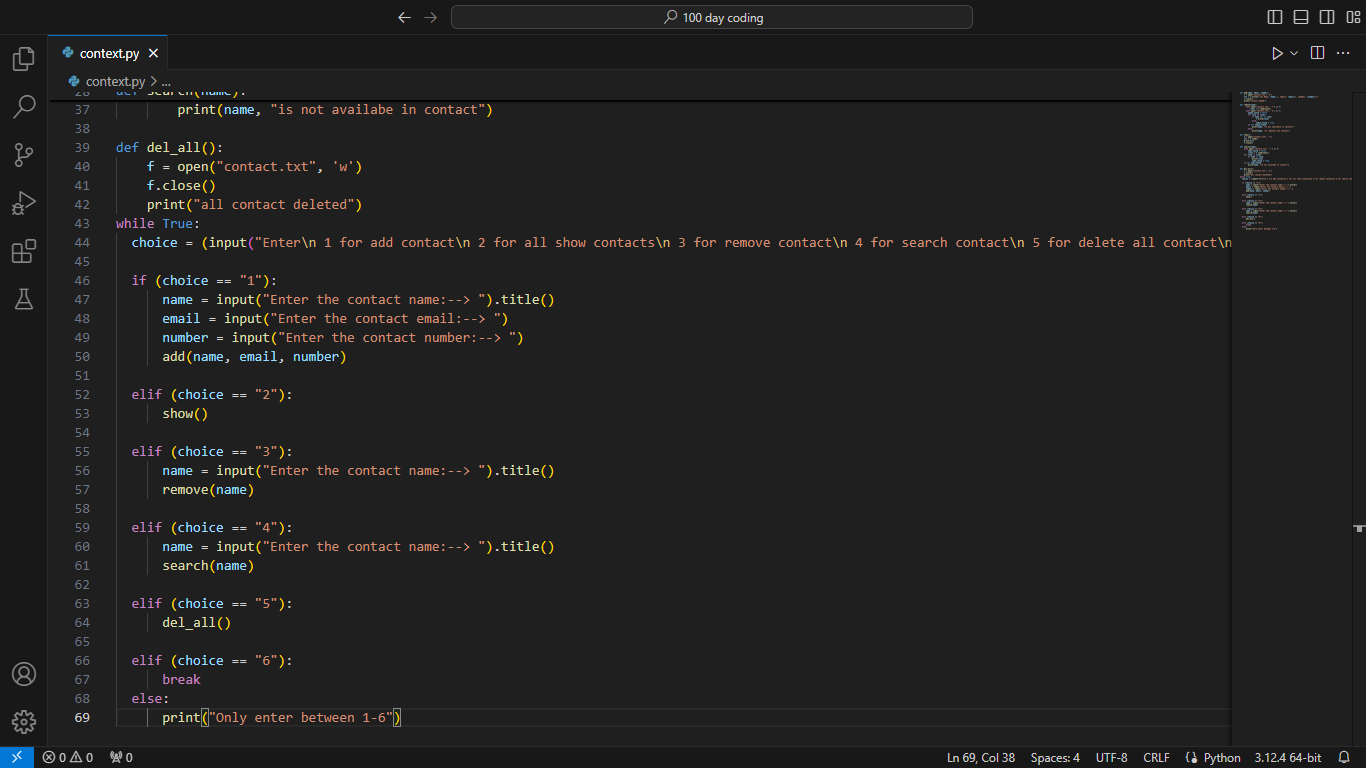 100 day coding
context.py
context.py > ...
28 def search(name):
37 print(name, "is not availabe in contact")
38
39 def del_all():
40 f = open("contact.txt", 'w')
41 f.close()
42 print("all contact deleted")
43 while True:
44 choice = (input("Enter\n 1 for add contact\n 2 for all show contacts\n 3 for remove contact\n 4 for search contact\n 5 for delete all contact\n
45
46 if (choice == "1"):
47 name = input("Enter the contact name:--> ").title()
48 email = input("Enter the contact email:--> ")
49 number = input("Enter the contact number:--> ")
50 add(name, email, number)
51
52 elif (choice == "2"):
53 show()
54
55 elif (choice == "3"):
56 name = input("Enter the contact name:--> ").title()
57 remove(name)
58
59 elif (choice == "4"):
60 name = input("Enter the contact name:--> ").title()
61 search(name)
62
63 elif (choice == "5"):
64 del_all()
65
66 elif (choice == "6"):
67 break
68 else:
69 print("Only enter between 1-6")
0 0 0 Ln 69, Col 38 Spaces: 4 UTF-8 CRLF Python 3.12.4 64-bit